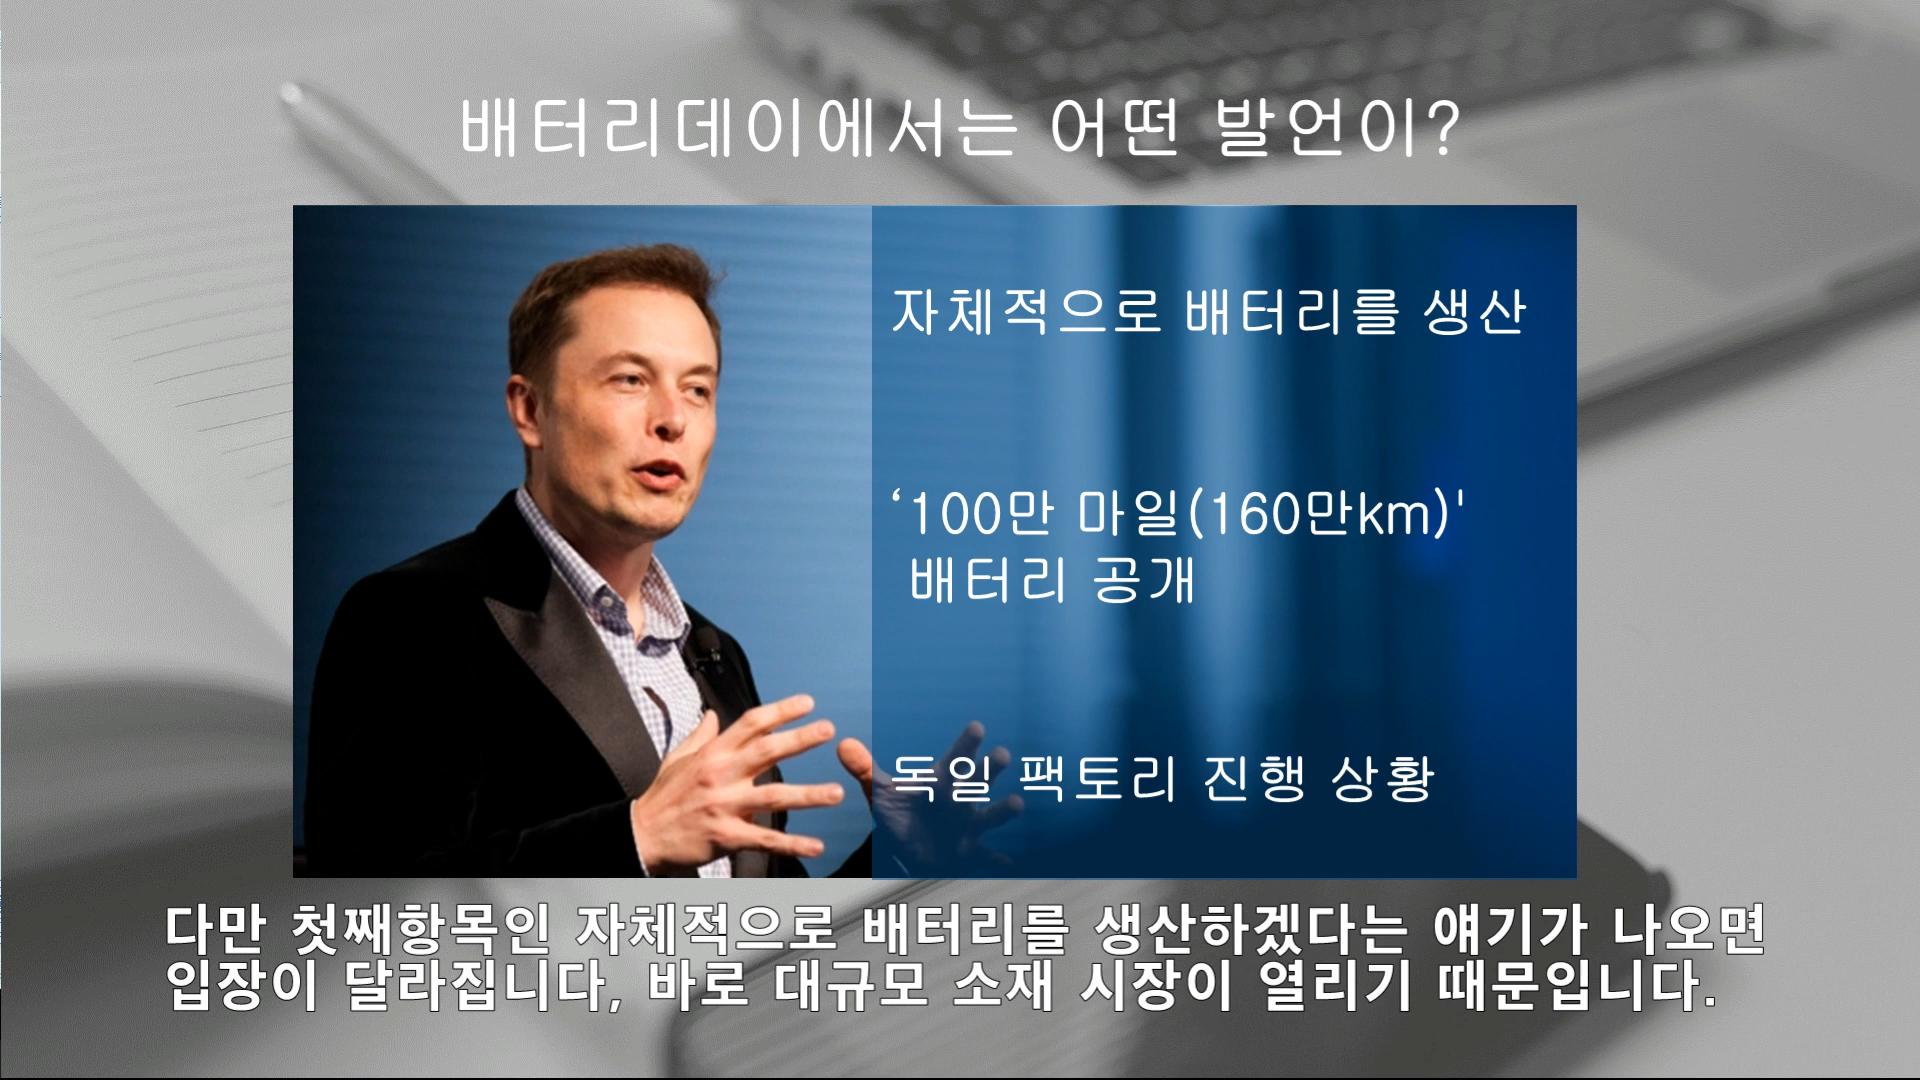 배터리데이에서는 어떤 발언이?
자체적으로 배터리를 생산
‘100만 마일(160만km)'
배터리 공개
독일 팩토리 진행 상황
다만 첫째항목인 자체적으로 배터리를 생산하겠다는 얘기가 나오면
입장이 달라집니다, 바로 대규모 소재 시장이 열리기 때문입니다.